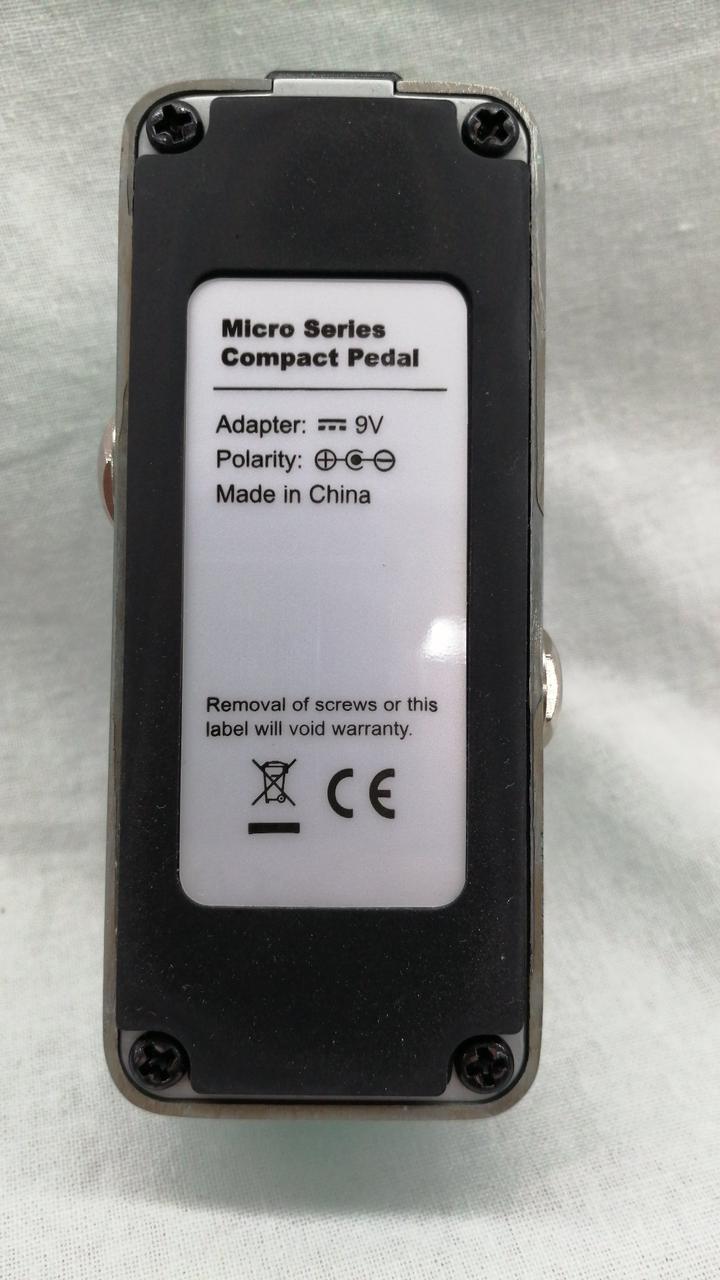 Micro Series
Compact Pedal
Adapter: ⎓ 9V
Polarity:
Made in China
Removal of screws or this
label will void warranty.
CE